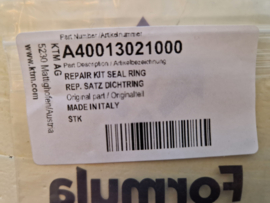 Part Number /Artikelnummer
A40013021000
Part Description / Artikelbezeichnung
REPAIR KIT SEAL RING
REP. SATZ DICHTRING
Original part / Originalteil
MADE IN ITALY
STK
KTM AG
5230 Mattighofen/Austria
www.ktm.com
Formula